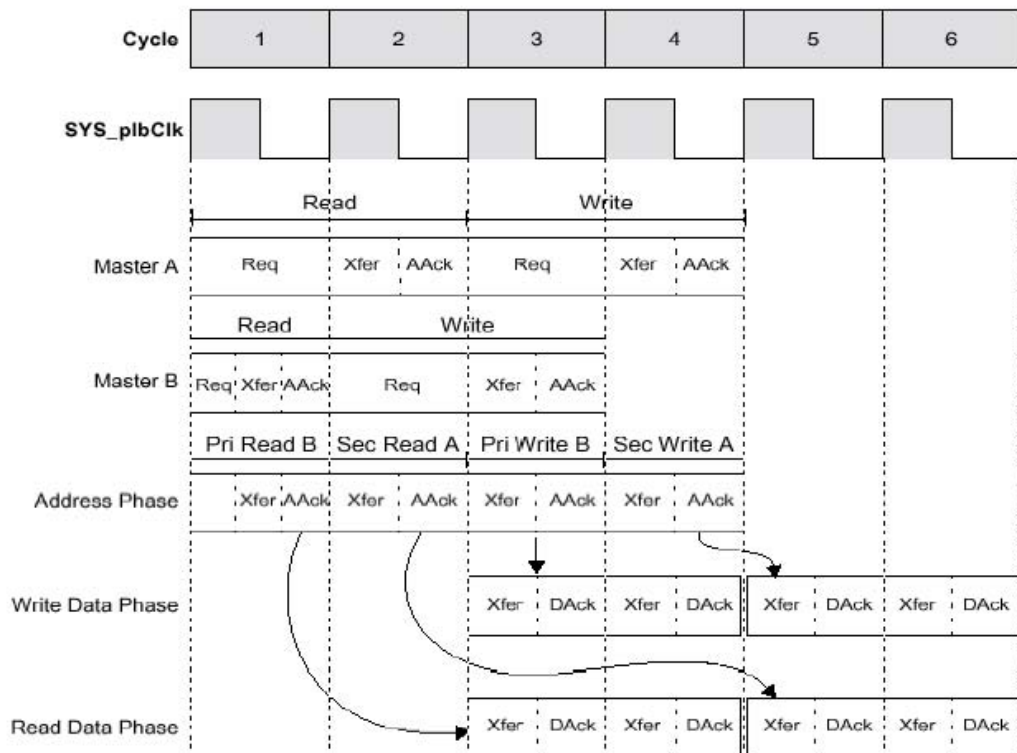 Cycle 1 2 3 4 5 6
SYS_plbClk
Read Write
Master A Req Xfer AAck Req Xfer AAck
Read Write
Master B Req Xfer AAck Req Xfer AAck
Pri Read B Sec Read A Pri Write B Sec Write A
Address Phase Xfer AAck Xfer AAck Xfer AAck Xfer AAck
Write Data Phase Xfer DAck Xfer DAck Xfer DAck Xfer DAck
Read Data Phase Xfer DAck Xfer DAck Xfer DAck Xfer DAck